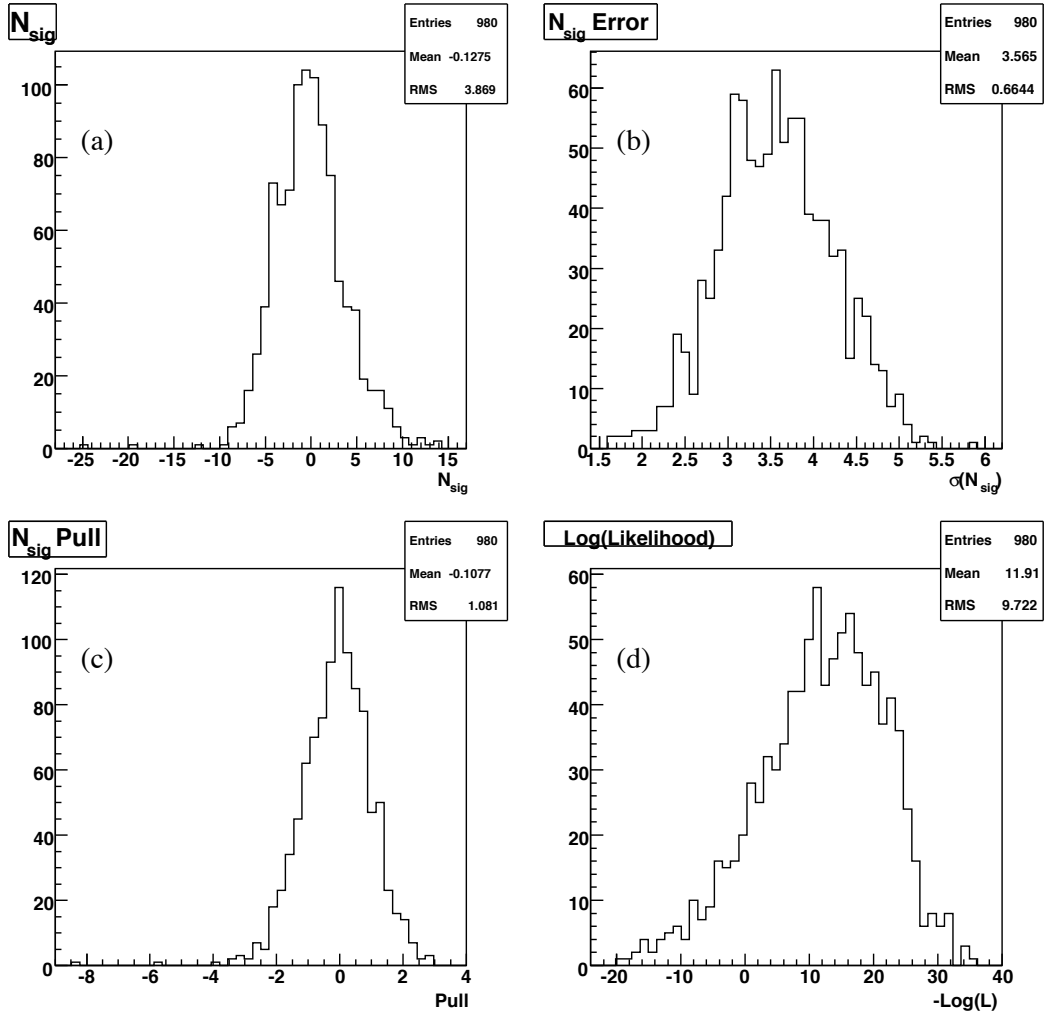 N_sig
Entries 980
Mean -0.1275
RMS 3.869
(a)
100
80
60
40
20
0
-25 -20 -15 -10 -5 0 5 10 15
N_sig
N_sig Error
Entries 980
Mean 3.565
RMS 0.6644
(b)
60
50
40
30
20
10
0
1.5 2 2.5 3 3.5 4 4.5 5 5.5 6
σ(N_sig)
N_sig Pull
Entries 980
Mean -0.1077
RMS 1.081
(c)
120
100
80
60
40
20
0
-8 -6 -4 -2 0 2 4
Pull
Log(Likelihood)
Entries 980
Mean 11.91
RMS 9.722
(d)
60
50
40
30
20
10
0
-20 -10 0 10 20 30 40
-Log(L)